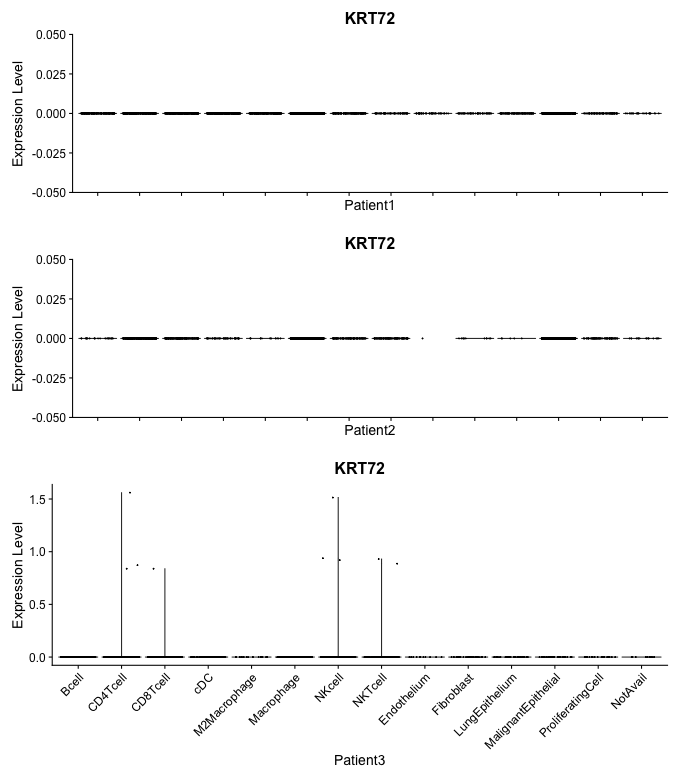 KRT72
Expression Level
0.050
0.025
0.000
-0.025
-0.050
Patient1
KRT72
Expression Level
0.050
0.025
0.000
-0.025
-0.050
Patient2
KRT72
Expression Level
1.5
1.0
0.5
0.0
Bcell
CD4Tcell
CD8Tcell
cDC
M2Macrophage
Macrophage
NKcell
NKTcell
Endothelium
Fibroblast
LungEpithelium
MalignantEpithelial
ProliferatingCell
NotAvail
Patient3